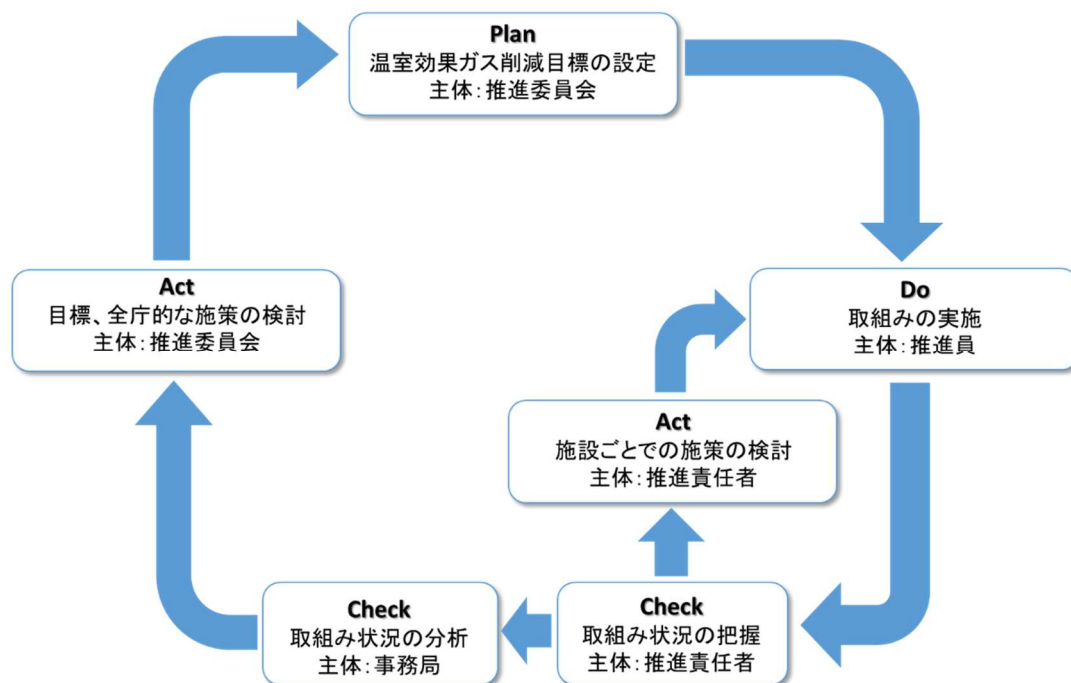 Plan
温室効果ガス削減目標の設定
主体：推進委員会
Do
取組みの実施
主体：推進員
Act
目標、全庁的な施策の検討
主体：推進委員会
Act
施設ごとでの施策の検討
主体：推進責任者
Check
取組み状況の分析
主体：事務局
Check
取組み状況の把握
主体：推進責任者